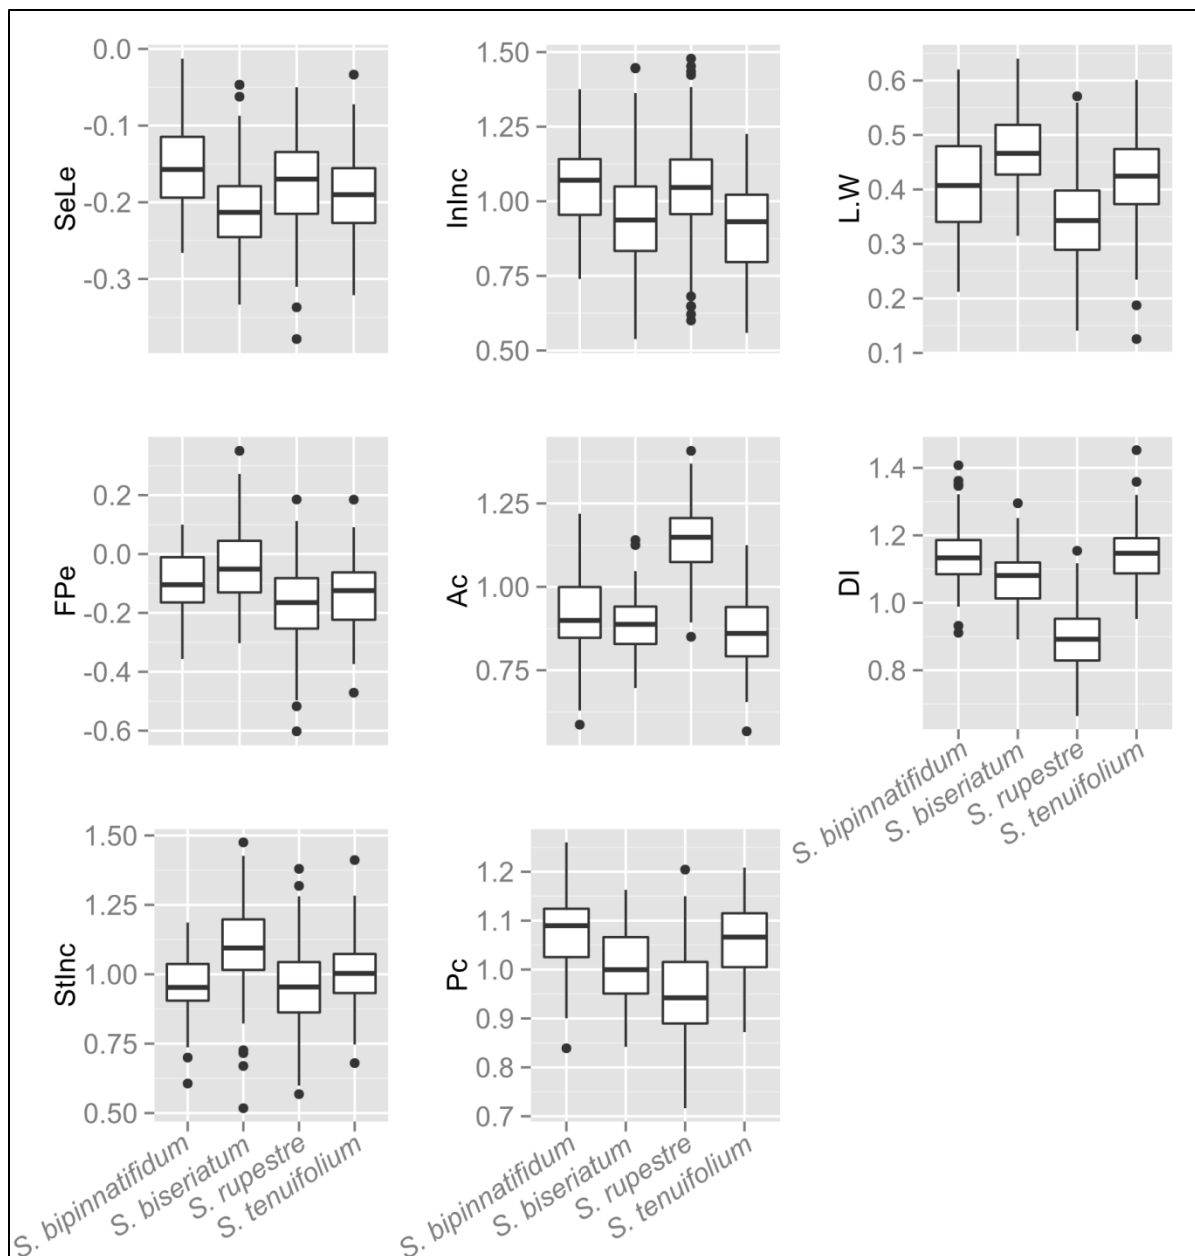 SeLe
0.0
-0.1
-0.2
-0.3
InInc
1.50
1.25
1.00
0.75
0.50
L.W
0.6
0.5
0.4
0.3
0.2
0.1
FPe
0.2
0.0
-0.2
-0.4
-0.6
Ac
1.25
1.00
0.75
DI
1.4
1.2
1.0
0.8
S. bipinnatifidum
S. biseriatum
S. rupestre
S. tenuifolium
StInc
1.50
1.25
1.00
0.75
0.50
S. bipinnatifidum
S. biseriatum
S. rupestre
S. tenuifolium
Pc
1.2
1.1
1.0
0.9
0.8
0.7
S. bipinnatifidum
S. biseriatum
S. rupestre
S. tenuifolium